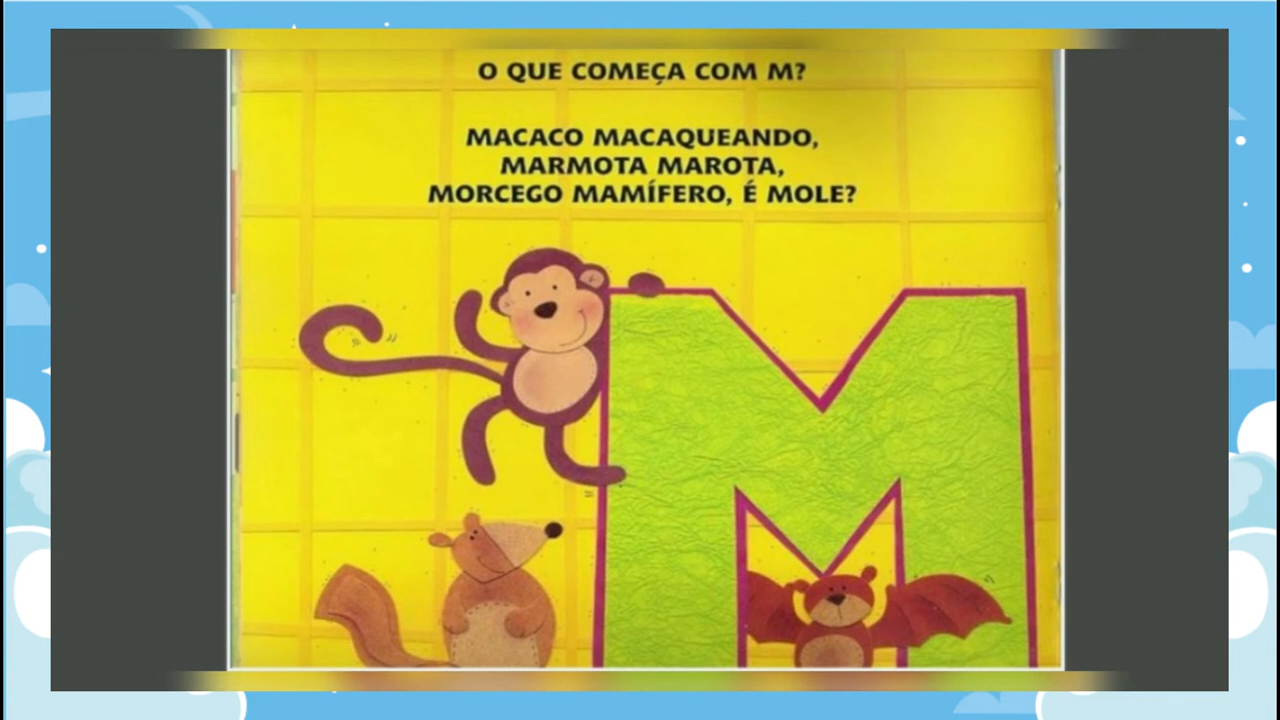 O QUE COMEÇA COM M?
MACACO MACAQUEANDO,
MARMOTA MAROTA,
MORCEGO MAMÍFERO, É MOLE?
M